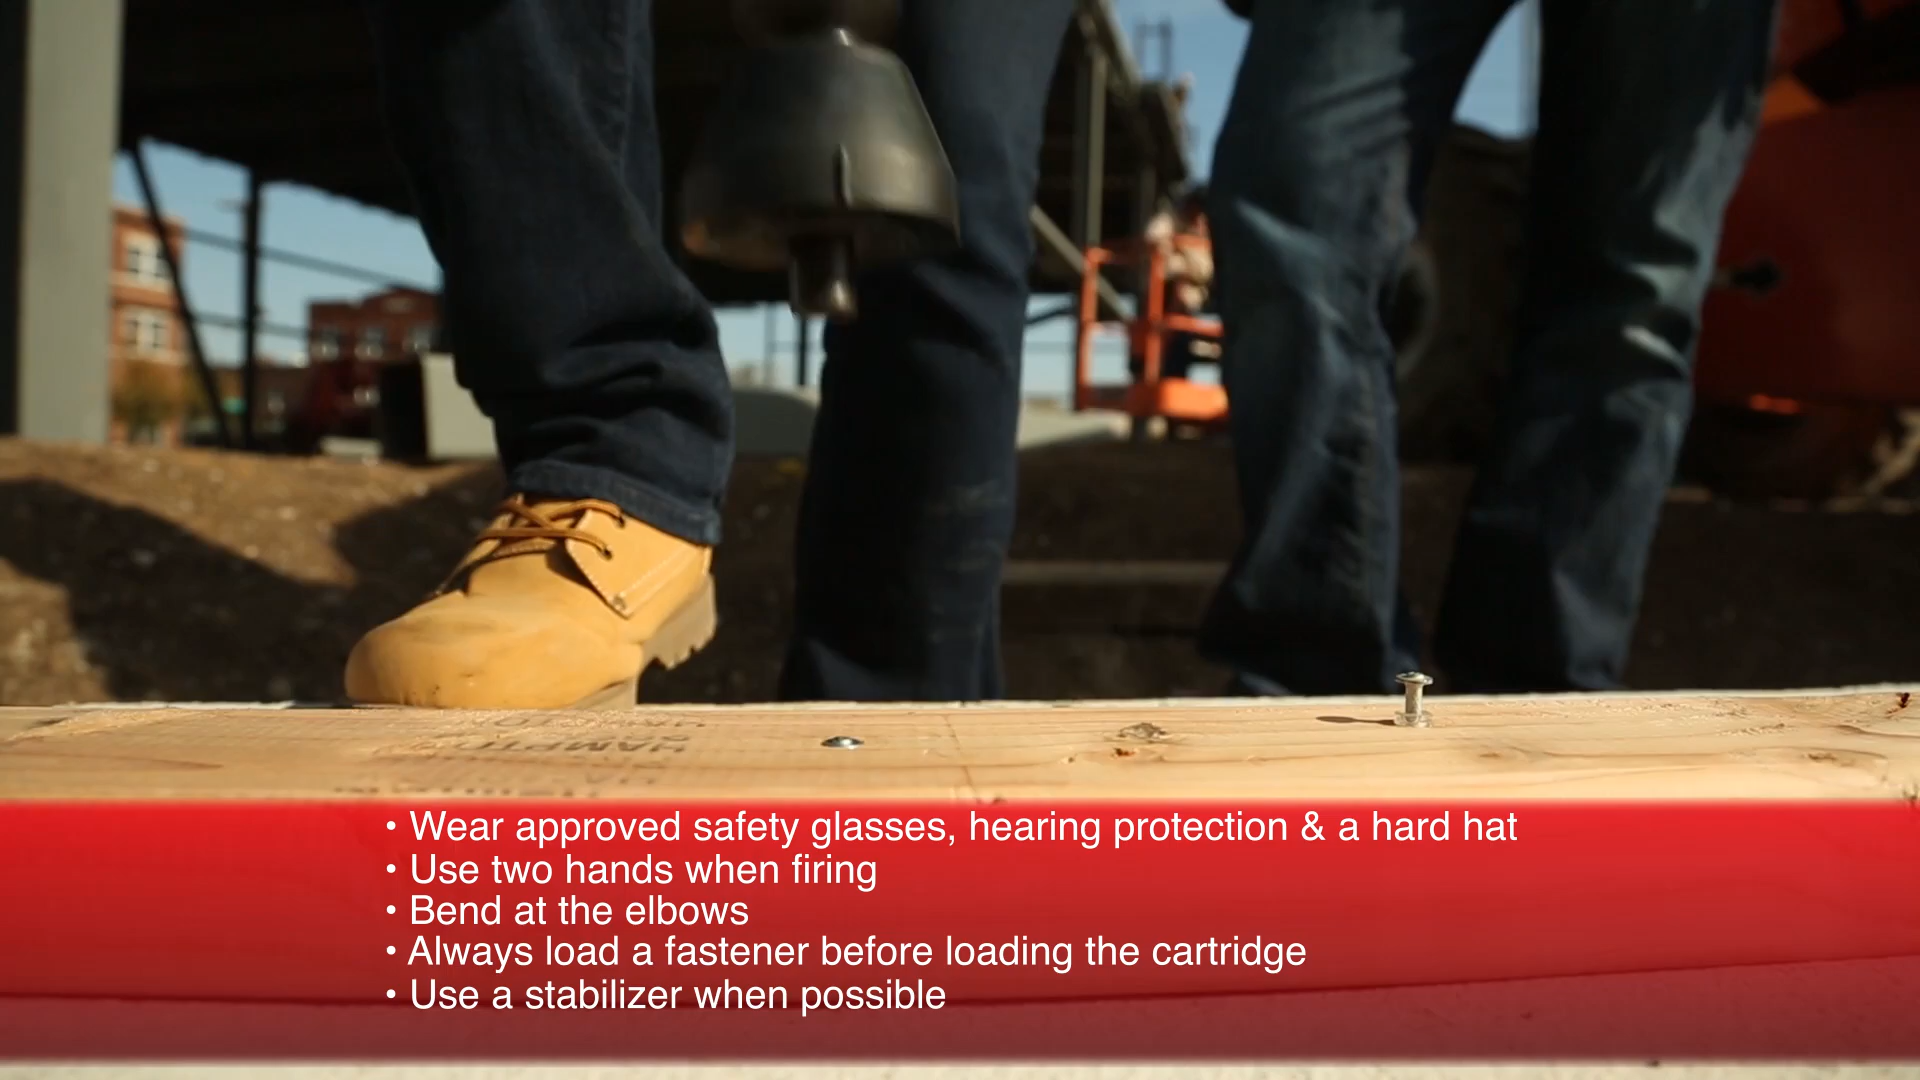 HAMPTON
• Wear approved safety glasses, hearing protection & a hard hat
• Use two hands when firing
• Bend at the elbows
• Always load a fastener before loading the cartridge
• Use a stabilizer when possible